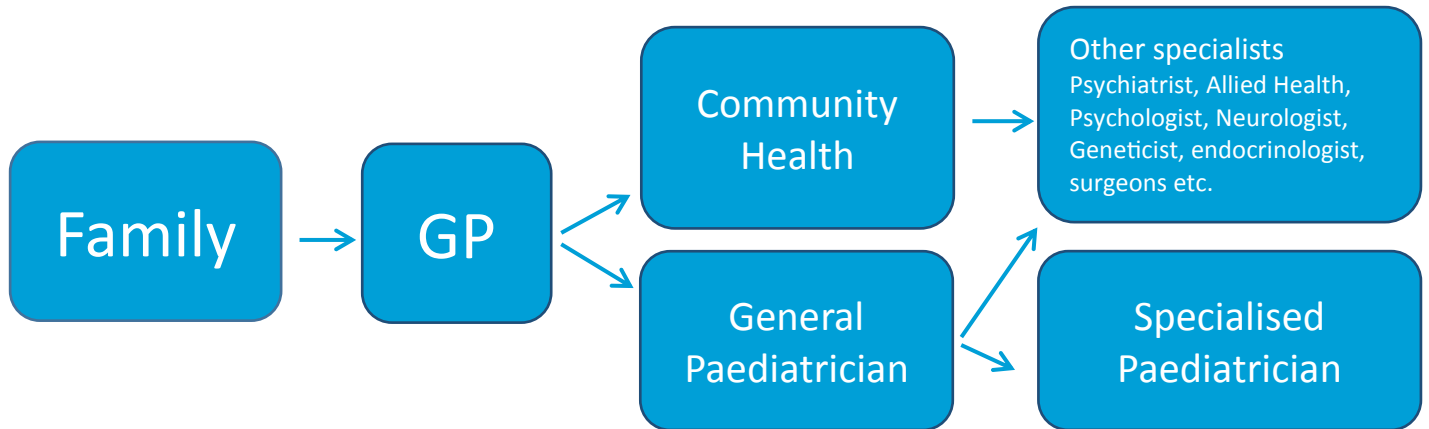 Family
GP
Community
Health
General
Paediatrician
Other specialists
Psychiatrist, Allied Health,
Psychologist, Neurologist,
Geneticist, endocrinologist,
surgeons etc.
Specialised
Paediatrician